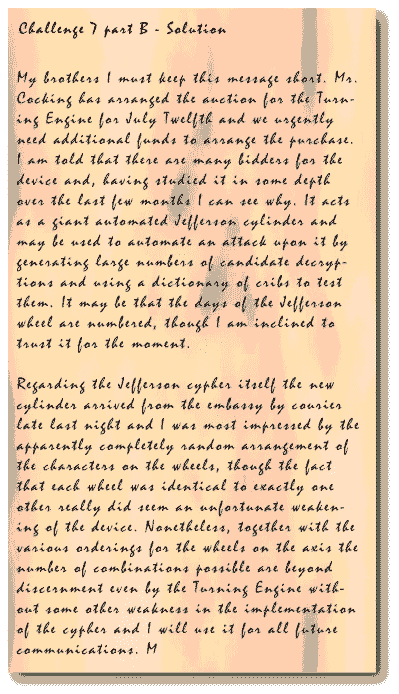 Challenge 7 part B - Solution
My brothers I must keep this message short. Mr.
Cocking has arranged the auction for the Turn-
ing Engine for July Twelfth and we urgently
need additional funds to arrange the purchase.
I am told that there are many bidders for the
device and, having studied it in some depth
over the last few months I can see why. It acts
as a giant automated Jefferson cylinder and
may be used to automate an attack upon it by
generating large numbers of candidate decryp-
tions and using a dictionary of cribs to test
them. It may be that the days of the Jefferson
wheel are numbered, though I am inclined to
trust it for the moment.
Regarding the Jefferson cypher itself the new
cylinder arrived from the embassy by courier
late last night and I was most impressed by the
apparently completely random arrangement of
the characters on the wheels, though the fact
that each wheel was identical to exactly one
other really did seem an unfortunate weaken-
ing of the device. Nonetheless, together with the
various orderings for the wheels on the axis the
number of combinations possible are beyond
discernment even by the Turning Engine with-
out some other weakness in the implementation
of the cypher and I will use it for all future
communications. M